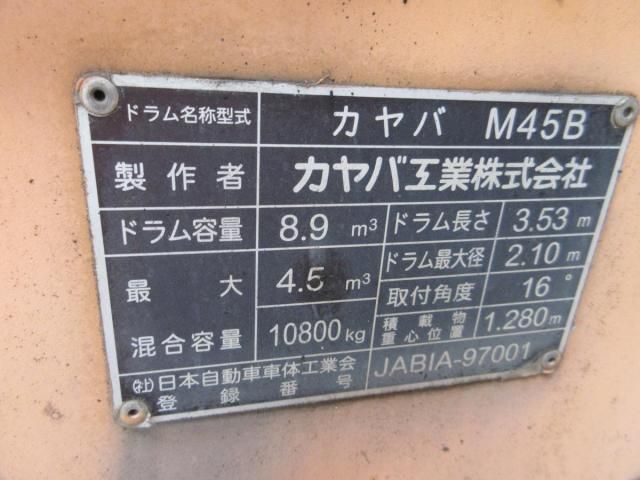 ドラム名称型式 カヤバ M45B
製作者 カヤバ工業株式会社
ドラム容量 8.9 m³ ドラム長さ 3.53 m
最大混合容量 4.5 m³ ドラム最大径 2.10 m
10800kg 取付角度 16°
積載物重心位置 1.280m
(社)日本自動車車体工業会
登録番号 JABIA-97001